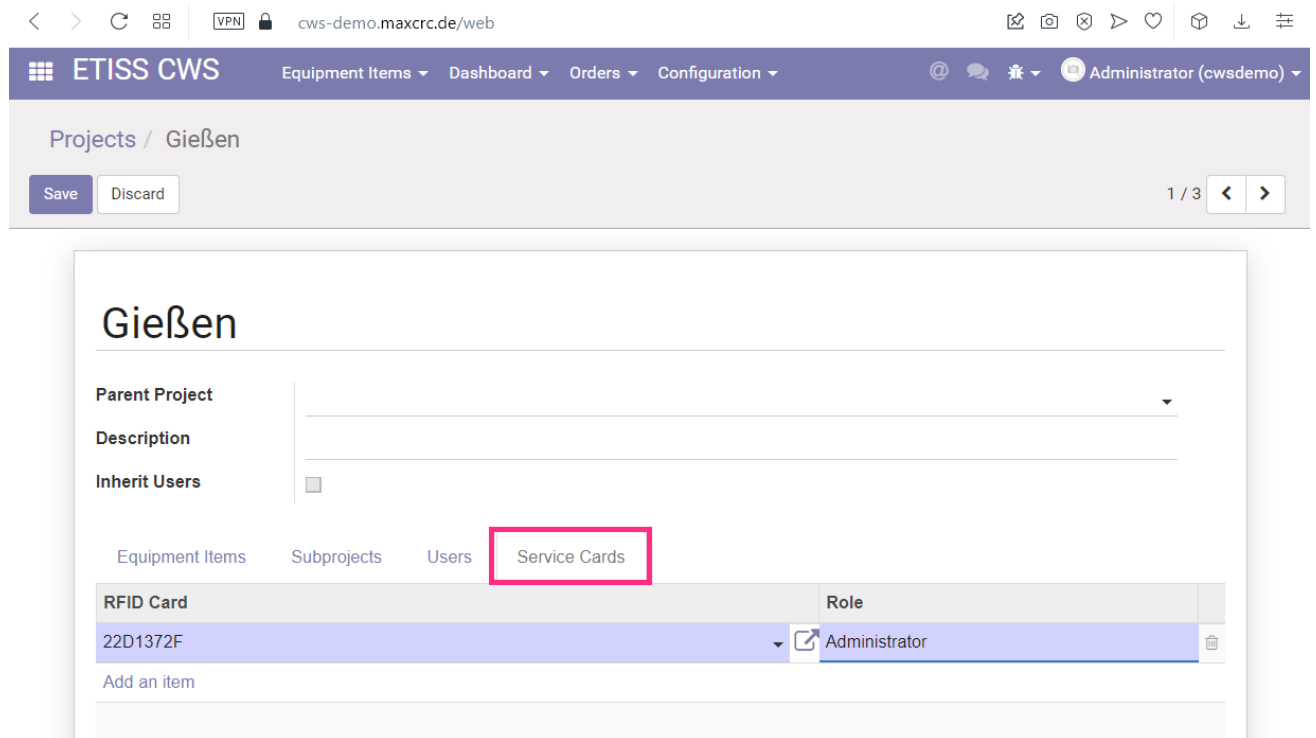 VPN cws-demo.maxcrc.de/web
ETISS CWS Equipment Items Dashboard Orders Configuration @ Administrator (cwsdemo)
Projects / Gießen
Save Discard 1 / 3
Gießen
Parent Project
Description
Inherit Users
Equipment Items Subprojects Users Service Cards
RFID Card Role
22D1372F Administrator
Add an item